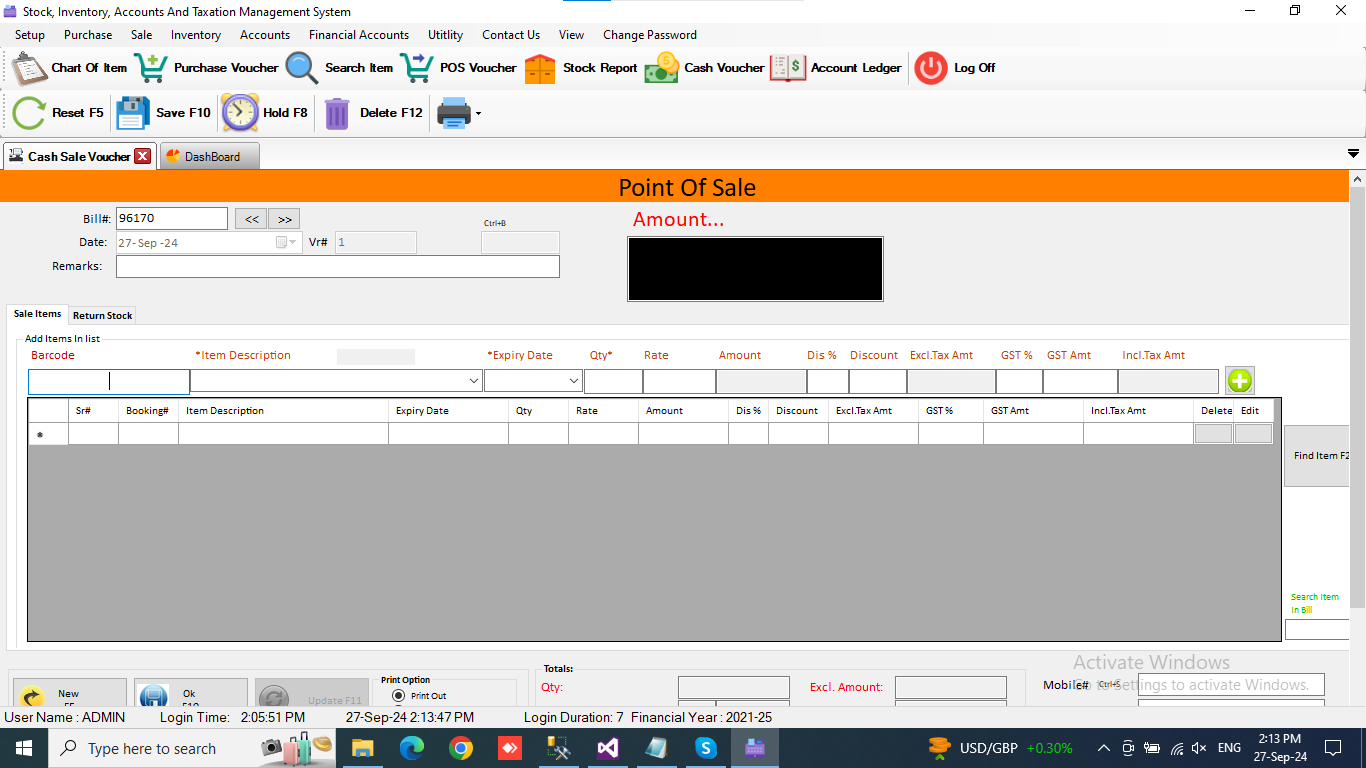 Stock, Inventory, Accounts And Taxation Management System
Setup Purchase Sale Inventory Accounts Financial Accounts Utitlity Contact Us View Change Password
Chart Of Item Purchase Voucher Search Item POS Voucher Stock Report Cash Voucher Account Ledger Log Off
Reset F5 Save F10 Hold F8 Delete F12
Cash Sale Voucher DashBoard
Point Of Sale
Bill#: 96170 << >> Ctrl+B Amount...
Date: 27-Sep-24 Vr# 1
Remarks:
Sale Items Return Stock
Add Items In list
Barcode *Item Description *Expiry Date Qty* Rate Amount Dis % Discount Excl.Tax Amt GST % GST Amt Incl.Tax Amt
Sr# Booking# Item Description Expiry Date Qty Rate Amount Dis % Discount Excl.Tax Amt GST % GST Amt Incl.Tax Amt Delete Edit
Find Item F2
Search Item
In Bill
Activate Windows
Go to Settings to activate Windows.
New
F5
Ok
F10
Update F11
Print Option
Print Out
Totals:
Qty: Excl. Amount: Mobile# Ctrl+S
User Name : ADMIN Login Time: 2:05:51 PM 27-Sep-24 2:13:47 PM Login Duration: 7 Financial Year : 2021-25
Type here to search USD/GBP +0.30% ENG 2:13 PM
27-Sep-24